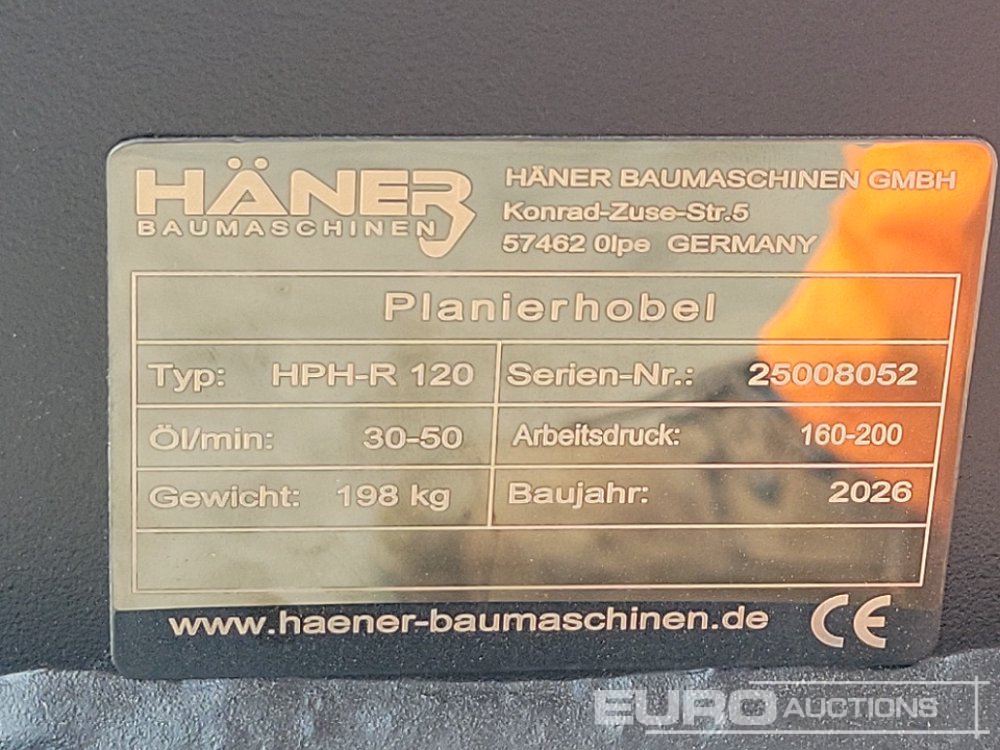 HÄNER
BAUMASCHINEN
HÄNER BAUMASCHINEN GMBH
Konrad-Zuse-Str.5
57462 Olpe GERMANY
Planierhobel
Typ: HPH-R 120 Serien-Nr.: 25008052
Öl/min: 30-50 Arbeitsdruck: 160-200
Gewicht: 198 kg Baujahr: 2026
www.haener-baumaschinen.de CE
EURO AUCTIONS